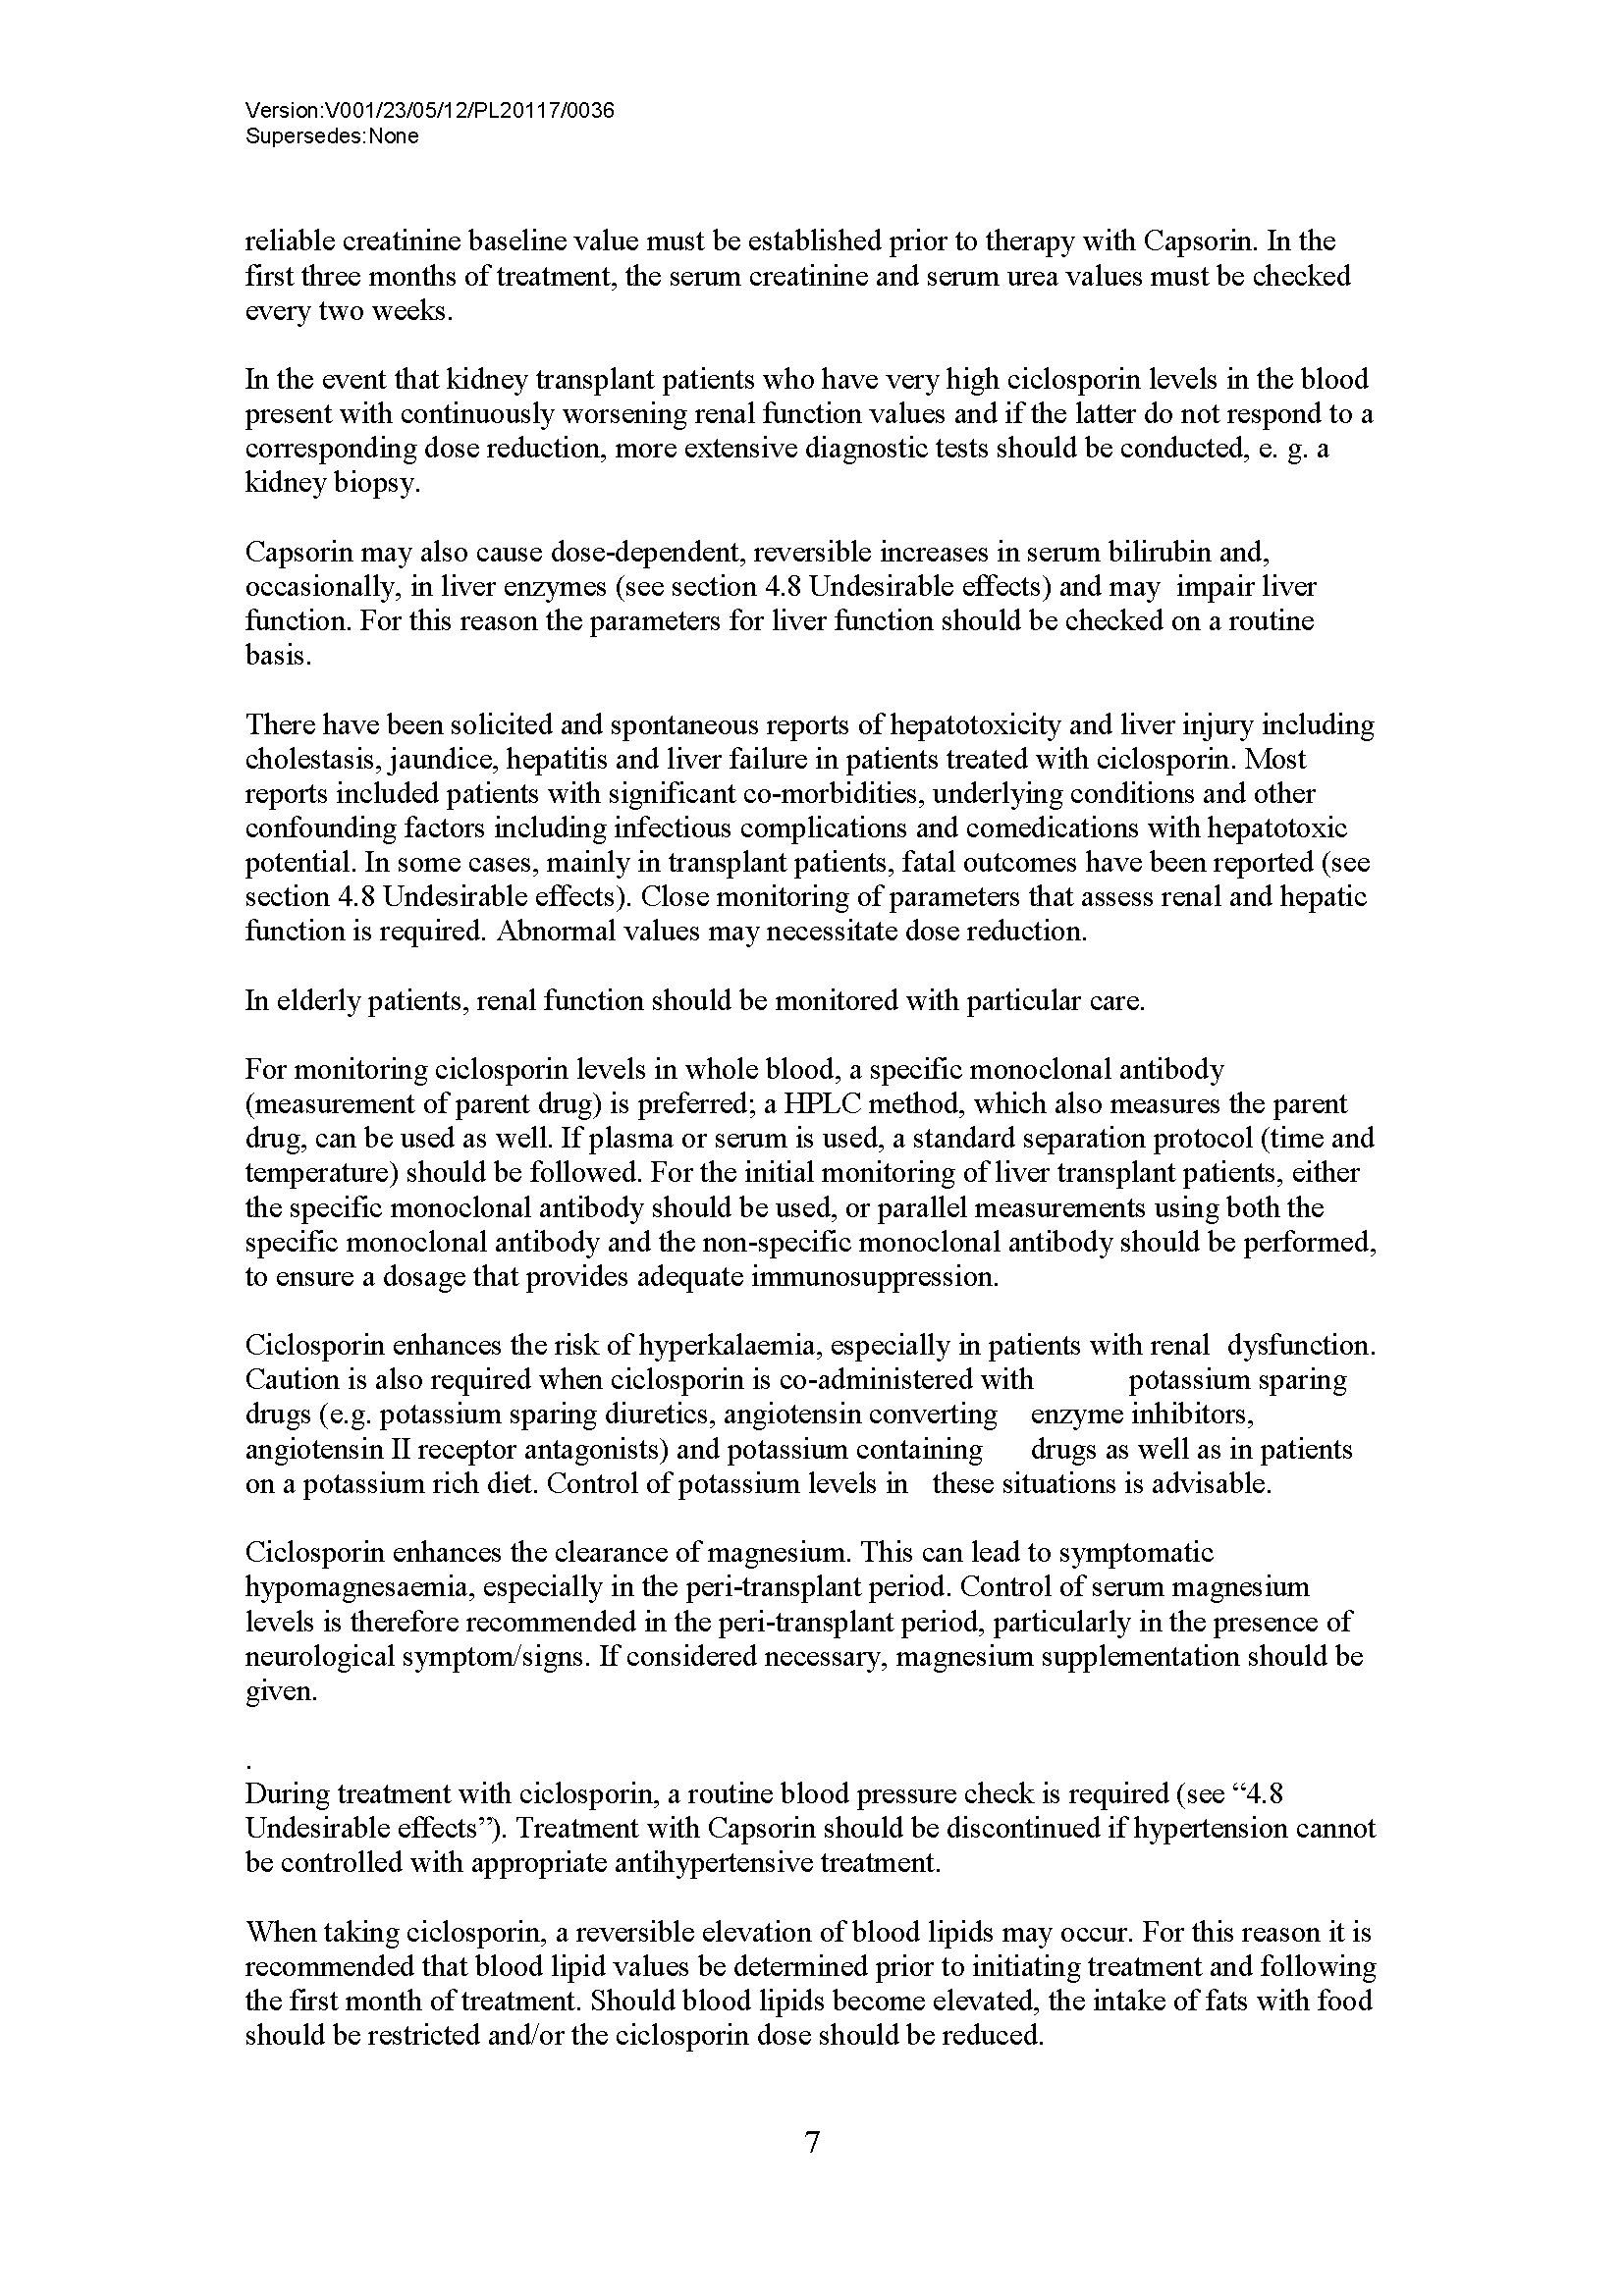 Version:V001/23/05/12/PL20117/0036
Supersedes:None
reliable creatinine baseline value must be established prior to therapy with Capsorin. In the
first three months of treatment, the serum creatinine and serum urea values must be checked
every two weeks.
In the event that kidney transplant patients who have very high ciclosporin levels in the blood
present with continuously worsening renal function values and if the latter do not respond to a
corresponding dose reduction, more extensive diagnostic tests should be conducted, e. g. a
kidney biopsy.
Capsorin may also cause dose-dependent, reversible increases in serum bilirubin and,
occasionally, in liver enzymes (see section 4.8 Undesirable effects) and may  impair liver
function. For this reason the parameters for liver function should be checked on a routine
basis.
There have been solicited and spontaneous reports of hepatotoxicity and liver injury including
cholestasis, jaundice, hepatitis and liver failure in patients treated with ciclosporin. Most
reports included patients with significant co-morbidities, underlying conditions and other
confounding factors including infectious complications and comedications with hepatotoxic
potential. In some cases, mainly in transplant patients, fatal outcomes have been reported (see
section 4.8 Undesirable effects). Close monitoring of parameters that assess renal and hepatic
function is required. Abnormal values may necessitate dose reduction.
In elderly patients, renal function should be monitored with particular care.
For monitoring ciclosporin levels in whole blood, a specific monoclonal antibody
(measurement of parent drug) is preferred; a HPLC method, which also measures the parent
drug, can be used as well. If plasma or serum is used, a standard separation protocol (time and
temperature) should be followed. For the initial monitoring of liver transplant patients, either
the specific monoclonal antibody should be used, or parallel measurements using both the
specific monoclonal antibody and the non-specific monoclonal antibody should be performed,
to ensure a dosage that provides adequate immunosuppression.
Ciclosporin enhances the risk of hyperkalaemia, especially in patients with renal  dysfunction.
Caution is also required when ciclosporin is co-administered with potassium sparing
drugs (e.g. potassium sparing diuretics, angiotensin converting enzyme inhibitors,
angiotensin II receptor antagonists) and potassium containing drugs as well as in patients
on a potassium rich diet. Control of potassium levels in these situations is advisable.
Ciclosporin enhances the clearance of magnesium. This can lead to symptomatic
hypomagnesaemia, especially in the peri-transplant period. Control of serum magnesium
levels is therefore recommended in the peri-transplant period, particularly in the presence of
neurological symptom/signs. If considered necessary, magnesium supplementation should be
given.
.
During treatment with ciclosporin, a routine blood pressure check is required (see “4.8
Undesirable effects”). Treatment with Capsorin should be discontinued if hypertension cannot
be controlled with appropriate antihypertensive treatment.
When taking ciclosporin, a reversible elevation of blood lipids may occur. For this reason it is
recommended that blood lipid values be determined prior to initiating treatment and following
the first month of treatment. Should blood lipids become elevated, the intake of fats with food
should be restricted and/or the ciclosporin dose should be reduced.
7